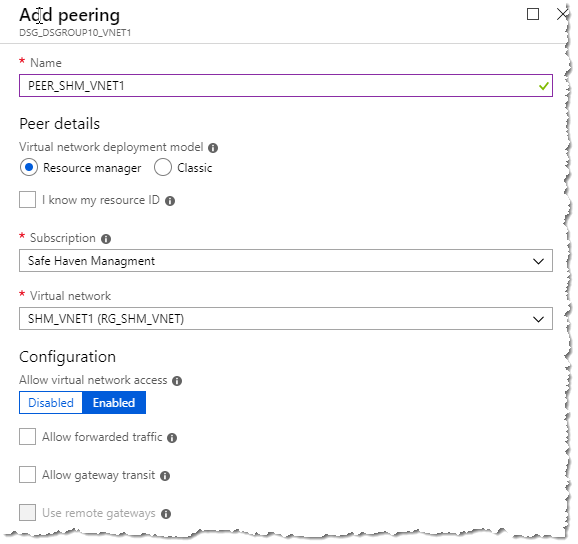 Add peering
DSG_DSGROUP10_VNET1
* Name
PEER_SHM_VNET1
Peer details
Virtual network deployment model
Resource manager Classic
I know my resource ID
* Subscription
Safe Haven Managment
* Virtual network
SHM_VNET1 (RG_SHM_VNET)
Configuration
Allow virtual network access
Disabled Enabled
Allow forwarded traffic
Allow gateway transit
Use remote gateways